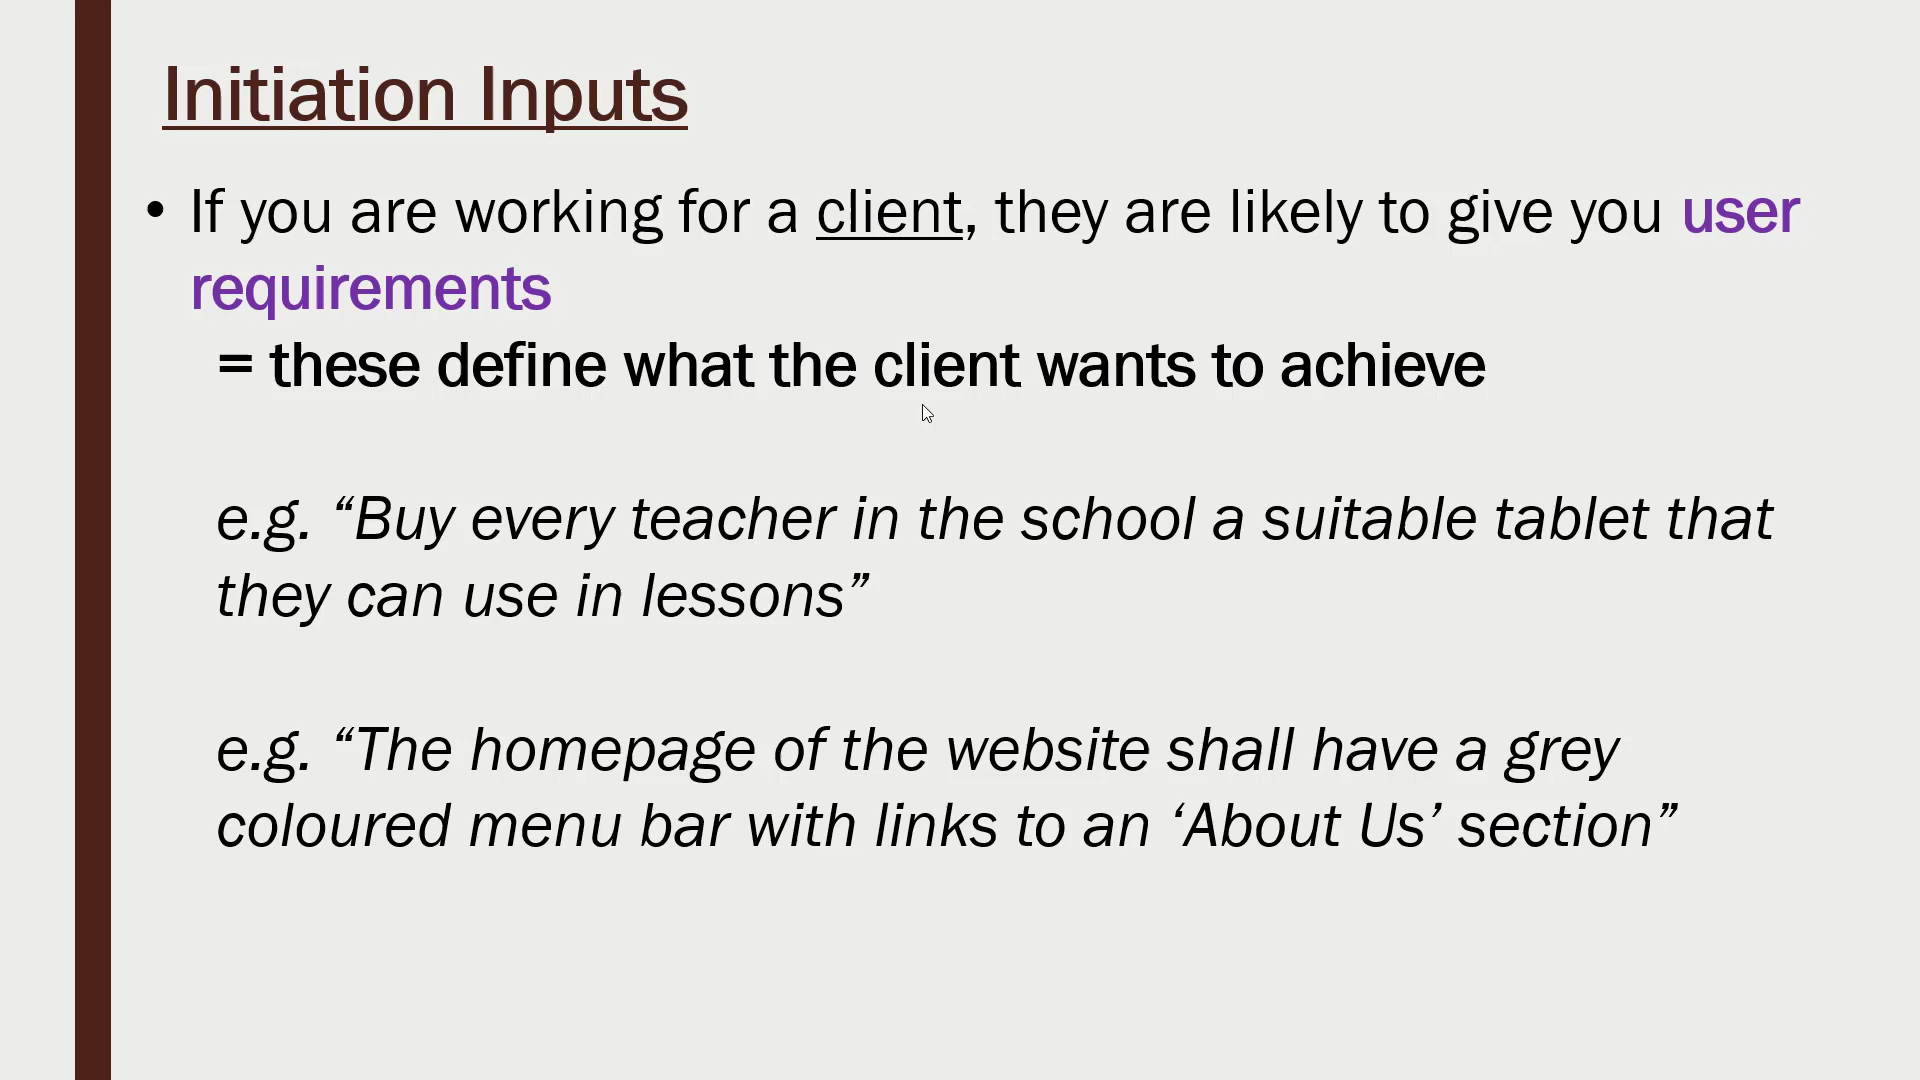 Initiation Inputs
• If you are working for a client, they are likely to give you user
requirements
= these define what the client wants to achieve
e.g. “Buy every teacher in the school a suitable tablet that
they can use in lessons”
e.g. “The homepage of the website shall have a grey
coloured menu bar with links to an ‘About Us’ section”